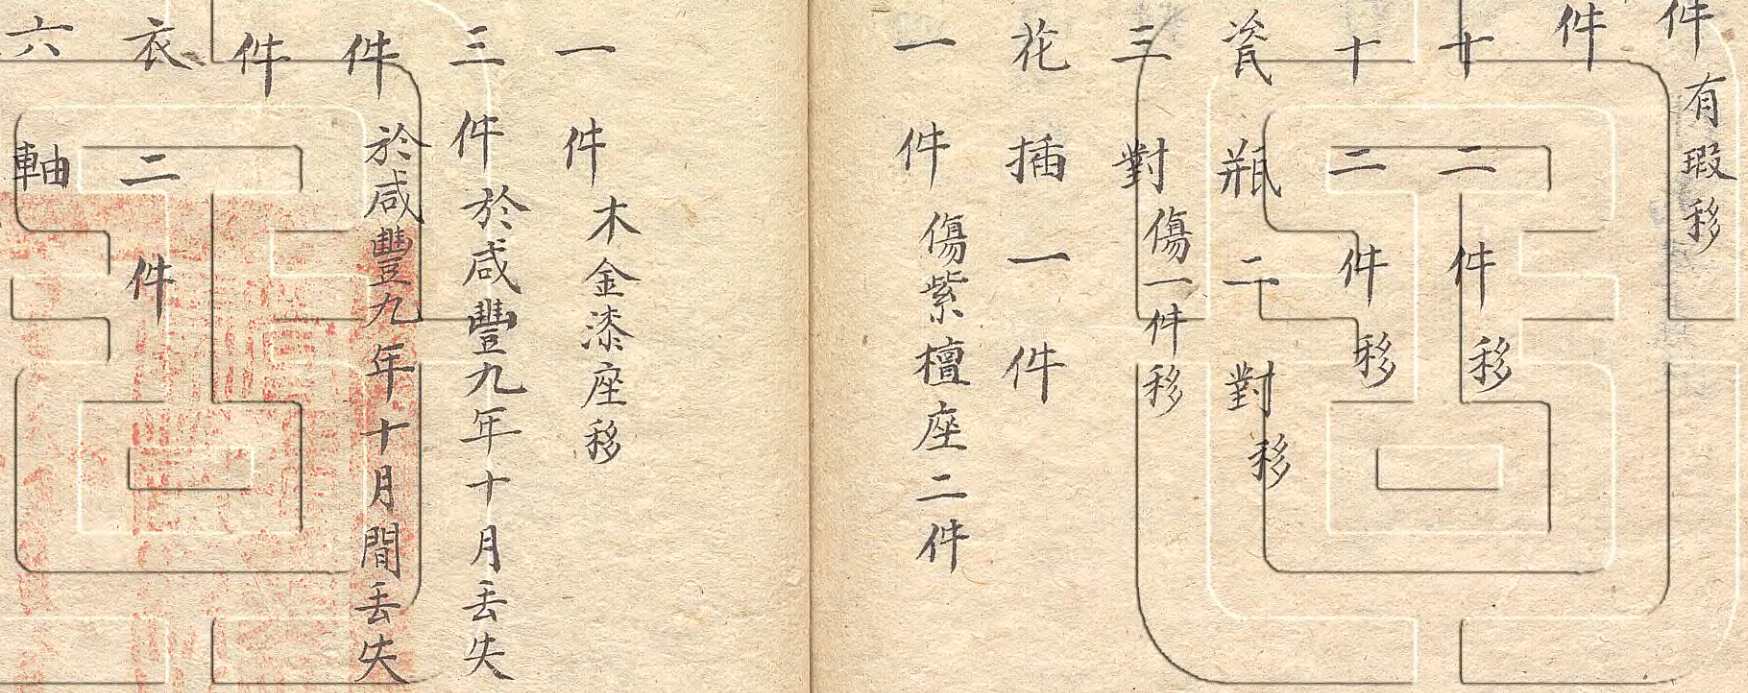 件有瑕移
件
十二件移
十二件移
瓷瓶二對移
三對傷一件移
花插一件
一件傷紫檀座二件
一件木金漆座移
三件於咸豐九年十月丟失
件於咸豐九年十月間丟失
件
衣二件
六軸